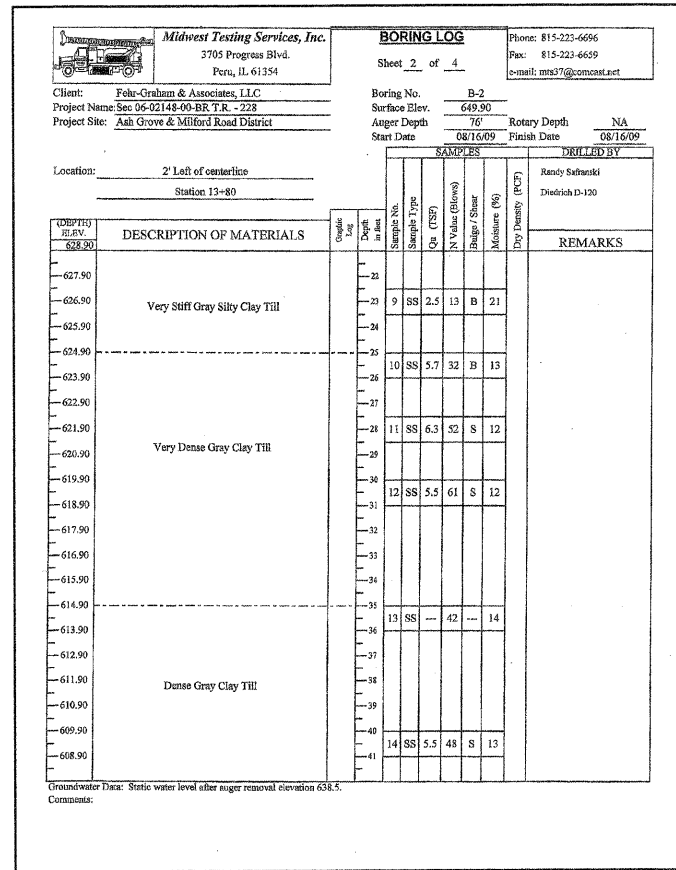 Midwest Testing Services, Inc.
3705 Progress Blvd.
Peru, IL 61354
BORING LOG
Sheet 2 of 4
Phone: 815-223-6696
Fax: 815-223-6659
e-mail: mts37@comcast.net
Client: Fehr-Graham & Associates, LLC
Project Name: Sec 06-02148-00-BR T.R. - 228
Project Site: Ash Grove & Milford Road District
Boring No. B-2
Surface Elev. 649.90
Auger Depth 76' Rotary Depth NA
Start Date 08/16/09 Finish Date 08/16/09
SAMPLES
DRILLED BY
Randy Safranski
Diedrich D-120
Location: 2' Left of centerline
Station 13+80
(DEPTH) ELEV. 628.90
DESCRIPTION OF MATERIALS
Graphic Log
Depth in feet
Sample No.
Sample Type
Qu (TSF)
N Value (Blows)
Bulge / Shear
Moisture (%)
Dry Density (PCF)
REMARKS
627.90 22
626.90 Very Stiff Gray Silty Clay Till 23 9 SS 2.5 13 B 21
625.90 24
624.90 25
10 SS 5.7 32 B 13
623.90 26
622.90 27
621.90 28 11 SS 6.3 52 S 12
Very Dense Gray Clay Till
620.90 29
619.90 30
12 SS 5.5 61 S 12
618.90 31
617.90 32
616.90 33
615.90 34
614.90 35
13 SS --- 42 --- 14
613.90 36
612.90 37
611.90 Dense Gray Clay Till 38
610.90 39
609.90 40
14 SS 5.5 48 S 13
608.90 41
Groundwater Data: Static water level after auger removal elevation 638.5.
Comments: